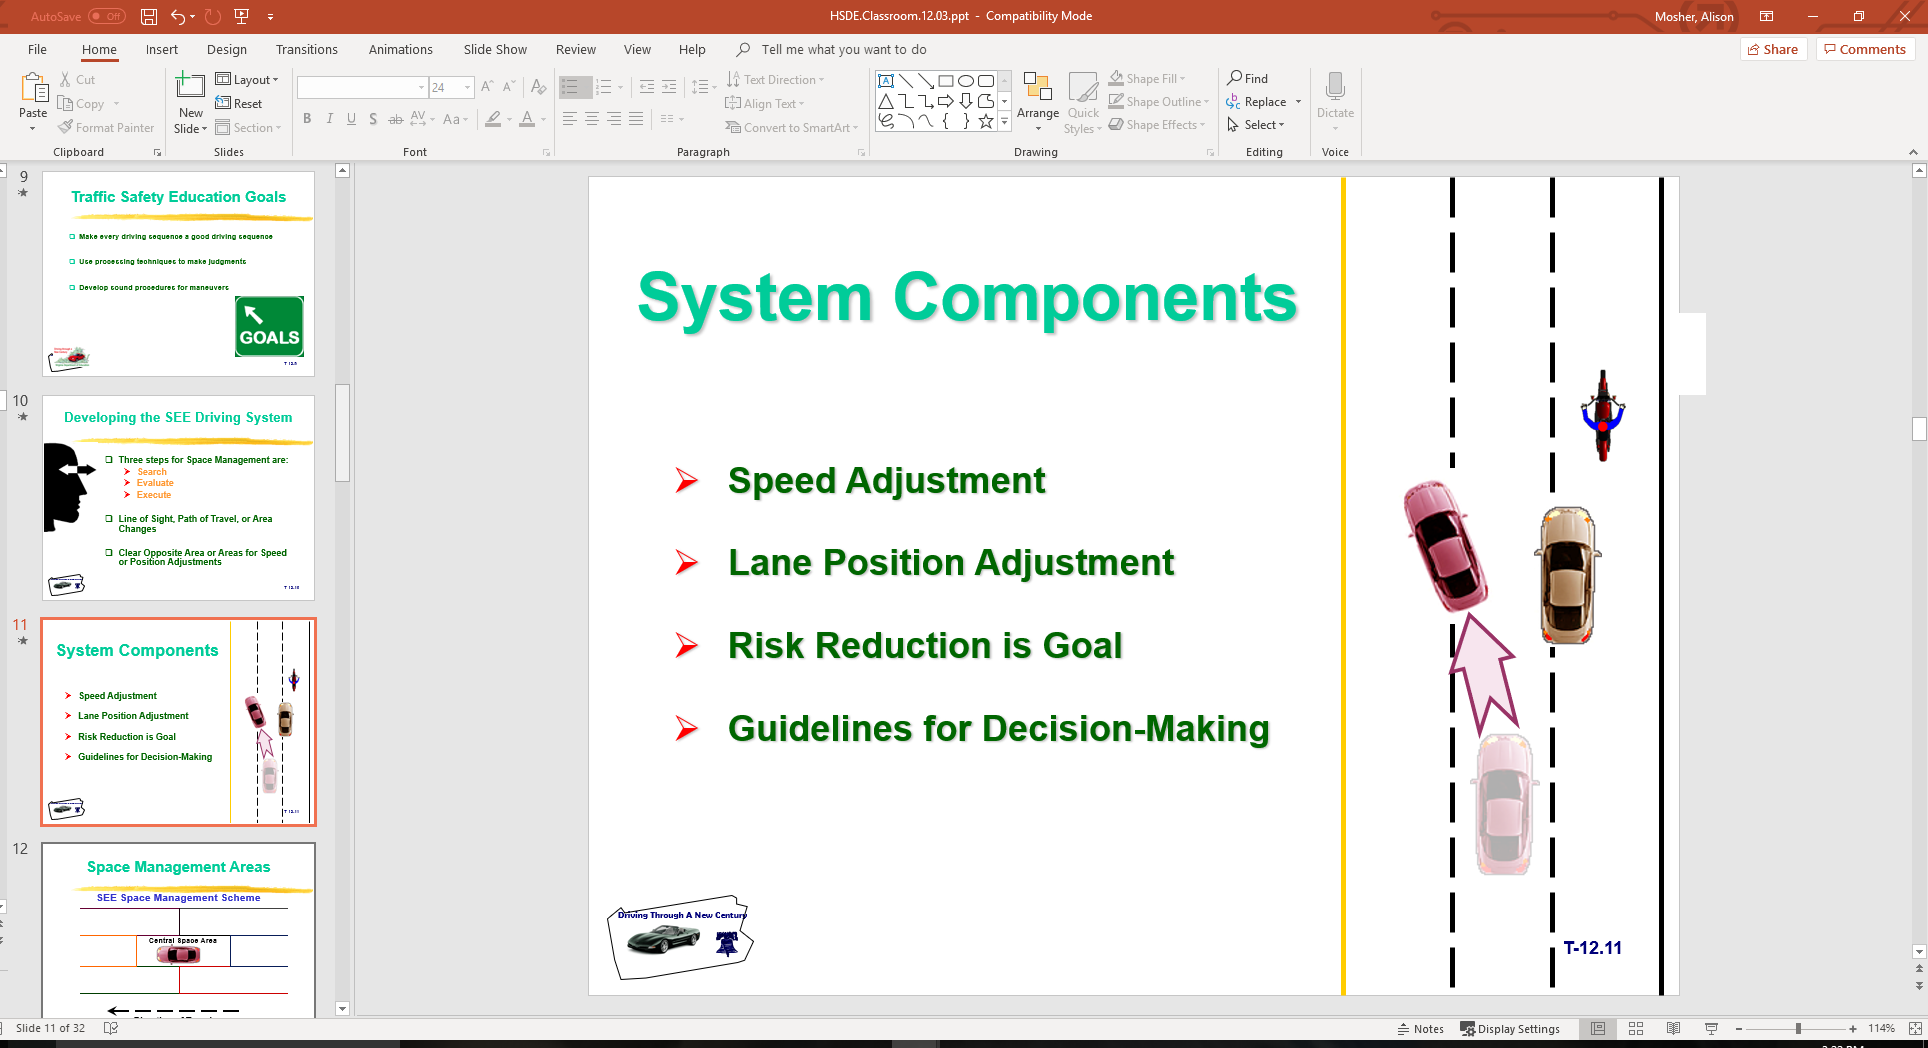 AutoSave Off
HSDE.Classroom.12.03.ppt - Compatibility Mode
Mosher, Alison
File Home Insert Design Transitions Animations Slide Show Review View Help Tell me what you want to do
Share Comments
Paste
Cut
Copy
Format Painter
Clipboard
New Slide
Layout
Reset
Section
Slides
24
B I U S ab AV Aa A
Font
Text Direction
Align Text
Convert to SmartArt
Paragraph
Arrange
Quick Styles
Shape Fill
Shape Outline
Shape Effects
Drawing
Find
Replace
Select
Editing
Dictate
Voice
9
Traffic Safety Education Goals
Make every driving sequence a good driving sequence
Use processing techniques to make judgments
Develop sound procedures for maneuvers
GOALS
10
Developing the SEE Driving System
Three steps for Space Management are:
Search
Evaluate
Execute
Line of Sight, Path of Travel, or Area
Changes
Clear Opposite Area or Areas for Speed
or Position Adjustments
T-12.10
11
System Components
Speed Adjustment
Lane Position Adjustment
Risk Reduction is Goal
Guidelines for Decision-Making
T-12.11
12
Space Management Areas
SEE Space Management Scheme
Central Space Area
System Components
Speed Adjustment
Lane Position Adjustment
Risk Reduction is Goal
Guidelines for Decision-Making
Driving Through A New Century
T-12.11
Slide 11 of 32
Notes
Display Settings
114%